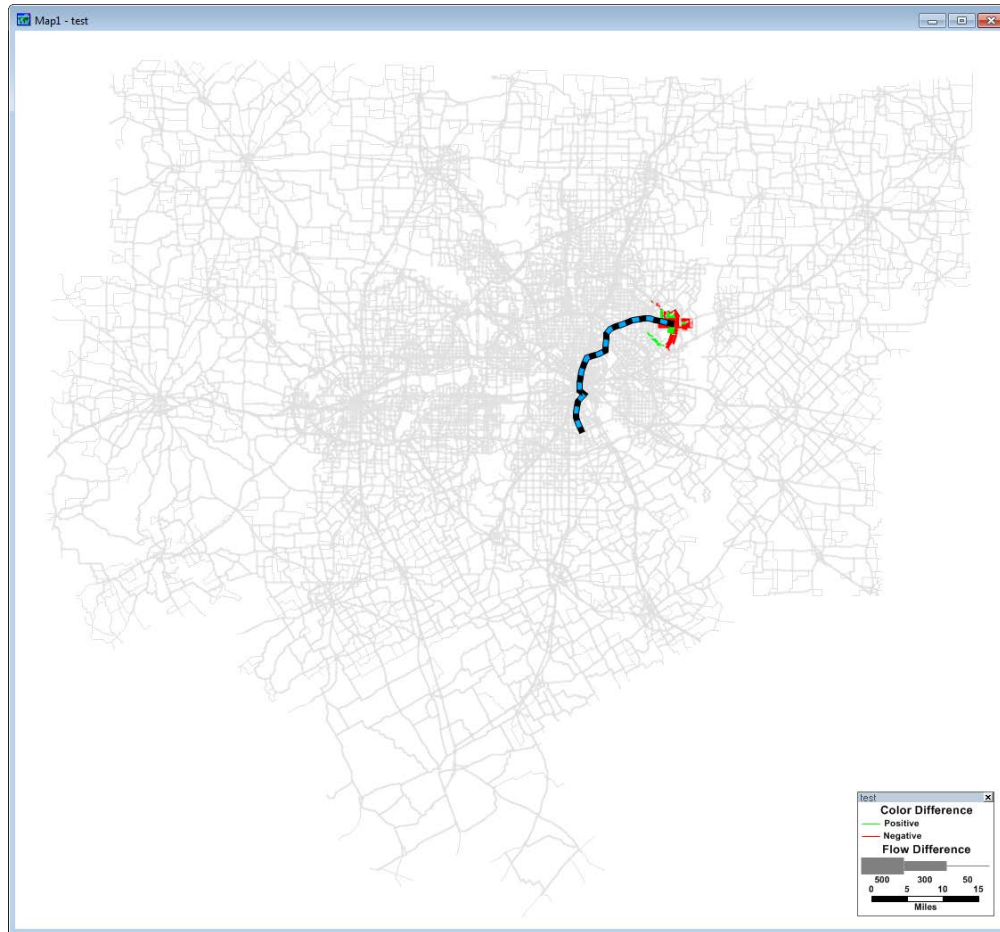 Map1 - test
test
Color Difference
Positive
Negative
Flow Difference
500 300 50
0 5 10 15
Miles